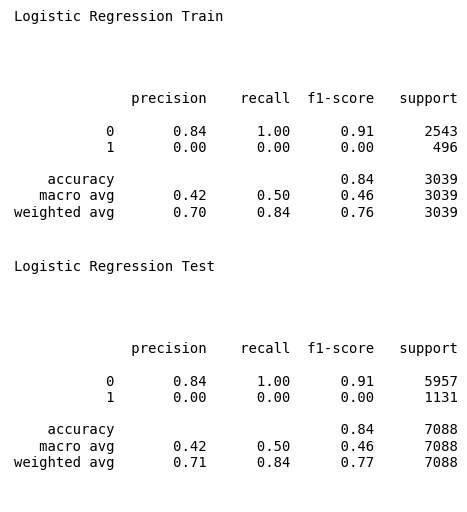 Logistic Regression Train
precision recall f1-score support
0 0.84 1.00 0.91 2543
1 0.00 0.00 0.00 496
accuracy 0.84 3039
macro avg 0.42 0.50 0.46 3039
weighted avg 0.70 0.84 0.76 3039
Logistic Regression Test
precision recall f1-score support
0 0.84 1.00 0.91 5957
1 0.00 0.00 0.00 1131
accuracy 0.84 7088
macro avg 0.42 0.50 0.46 7088
weighted avg 0.71 0.84 0.77 7088